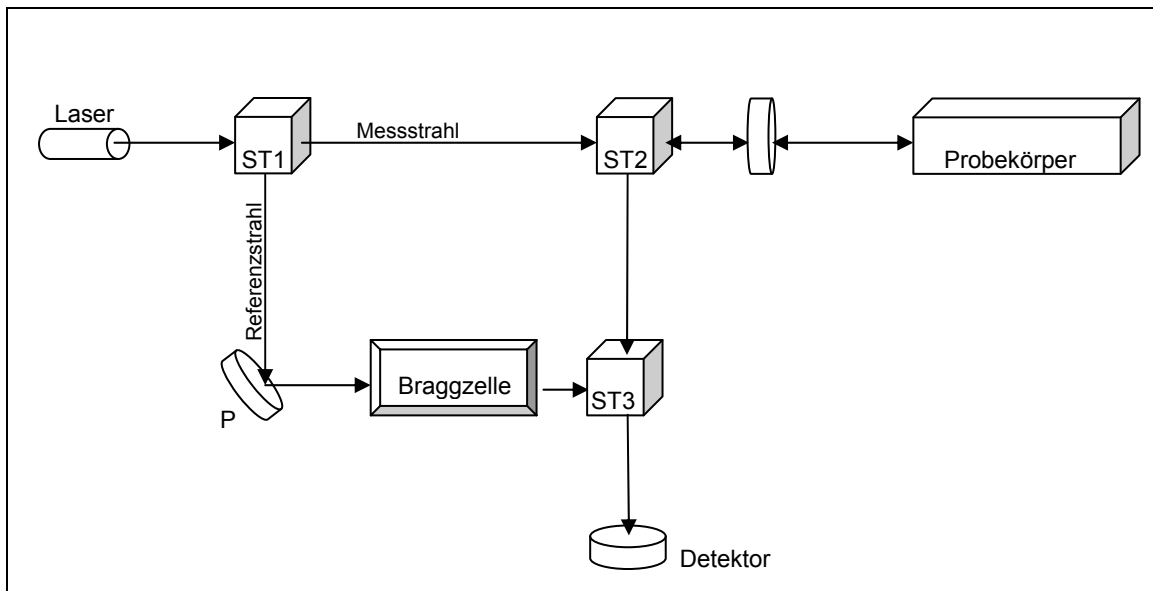 Laser
ST1
Messstrahl
ST2
Probekörper
Referenzstrahl
P
Braggzelle
ST3
Detektor